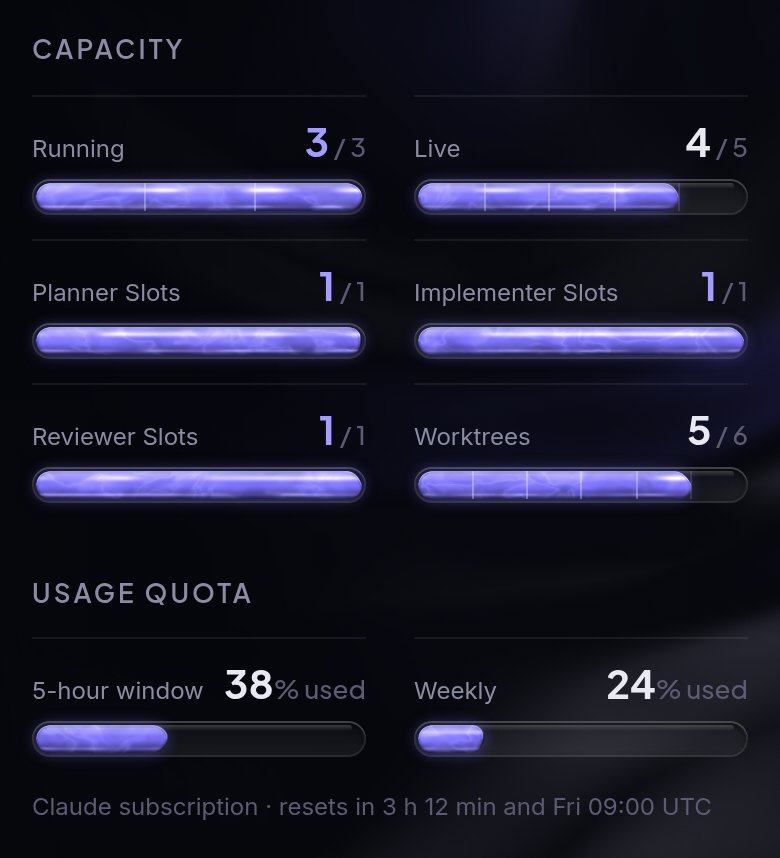 CAPACITY
Running 3 / 3
Live 4 / 5
Planner Slots 1 / 1
Implementer Slots 1 / 1
Reviewer Slots 1 / 1
Worktrees 5 / 6
USAGE QUOTA
5-hour window 38% used
Weekly 24% used
Claude subscription · resets in 3 h 12 min and Fri 09:00 UTC